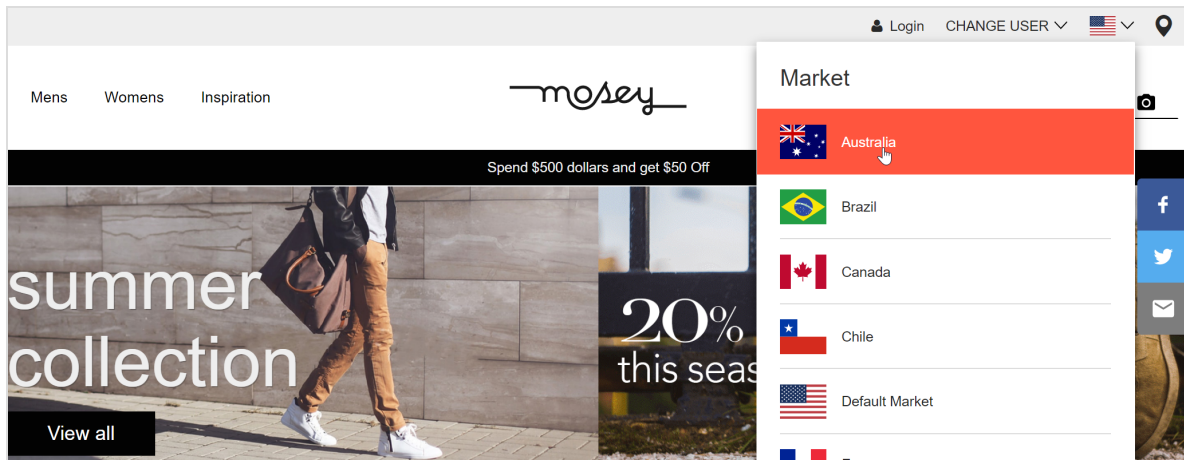 Login CHANGE USER
Mens Womens Inspiration
mosey
Market
Australia
Brazil
Canada
Chile
Default Market
Spend $500 dollars and get $50 Off
summer
collection
View all
20%
this seas